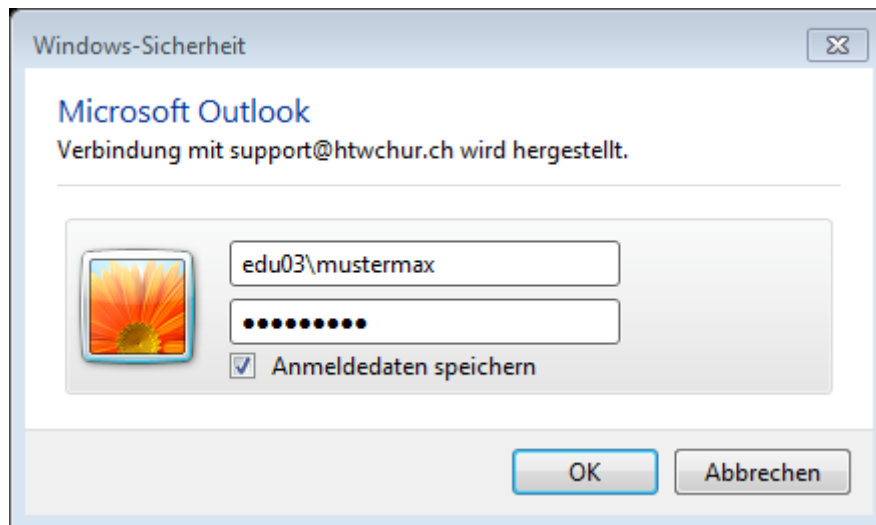 Windows-Sicherheit
Microsoft Outlook
Verbindung mit support@htwchur.ch wird hergestellt.
edu03\mustermax
●●●●●●●●●
Anmeldedaten speichern
OK
Abbrechen